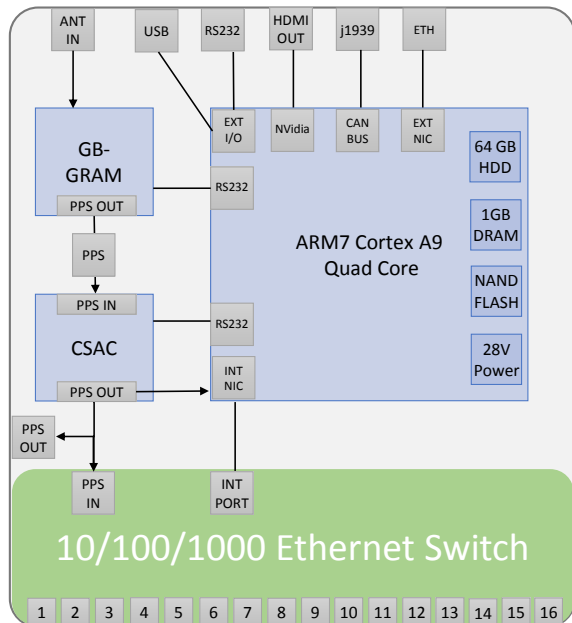 ANT
IN
USB
RS232
HDMI
OUT
j1939
ETH
EXT
I/O
NVidia
CAN
BUS
EXT
NIC
GB-
GRAM
PPS OUT
RS232
64 GB
HDD
1GB
DRAM
ARM7 Cortex A9
Quad Core
PPS
NAND
FLASH
PPS IN
CSAC
PPS OUT
RS232
28V
Power
INT
NIC
PPS
OUT
PPS
IN
INT
PORT
10/100/1000 Ethernet Switch
1 2 3 4 5 6 7 8 9 10 11 12 13 14 15 16